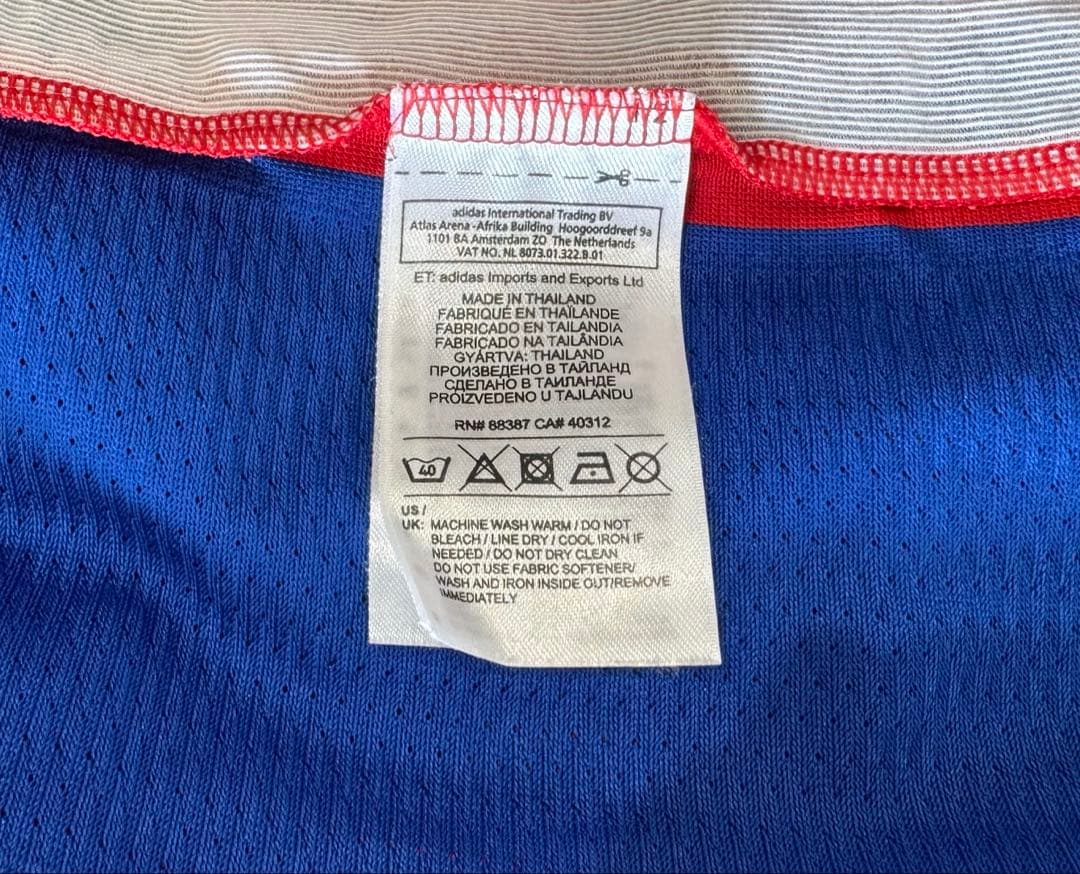 adidas International Trading BV
Atlas Arena - Afrika Building Hoogoorddreef 9a
1101 BA Amsterdam ZO The Netherlands
VAT NO. NL 8073.01.322.B.01
ET: adidas Imports and Exports Ltd
MADE IN THAILAND
FABRIQUÉ EN THAÏLANDE
FABRICADO EN TAILANDIA
FABRICADO NA TAILÂNDIA
GYÁRTVA: THAILAND
ПРОИЗВЕДЕНО В ТАЙЛАНД
СДЕЛАНО В ТАИЛАНДЕ
PROIZVEDENO U TAJLANDU
RN# 88387 CA# 40312
40
US /
UK: MACHINE WASH WARM / DO NOT
BLEACH / LINE DRY / COOL IRON IF
NEEDED / DO NOT DRY CLEAN
DO NOT USE FABRIC SOFTENER/
WASH AND IRON INSIDE OUT/REMOVE
IMMEDIATELY